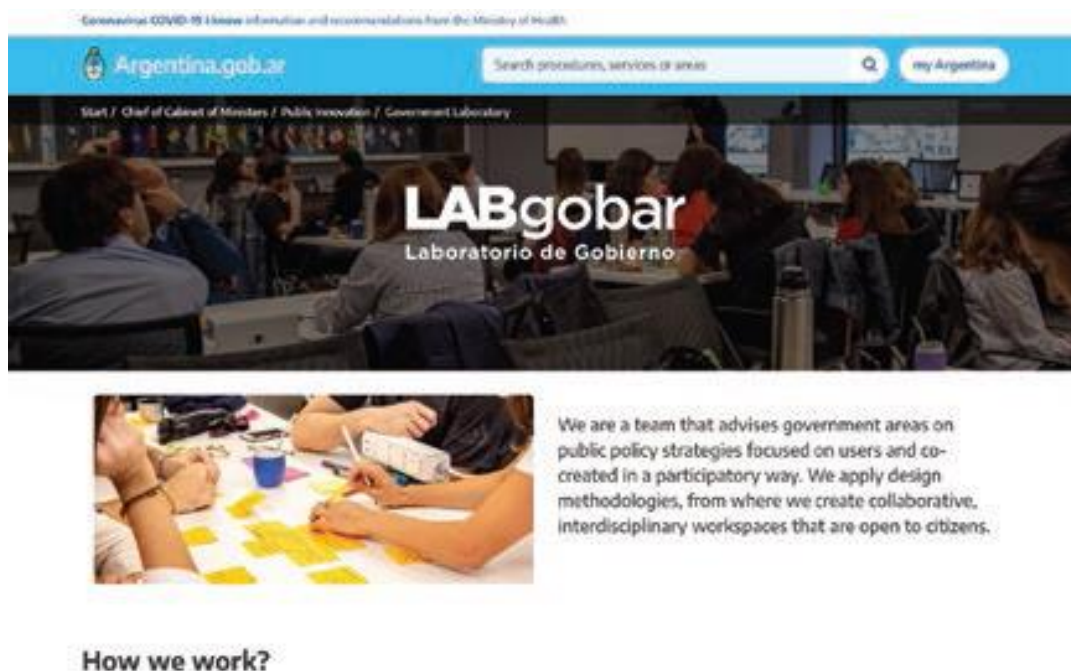 Coronavirus COVID-19 I know information and recommendations from the Ministry of Health
Argentina.gob.ar
Search procedures, services or areas
my Argentina
Start / Chief of Cabinet of Ministers / Public innovation / Government Laboratory
LABgobar
Laboratorio de Gobierno
We are a team that advises government areas on
public policy strategies focused on users and co-
created in a participatory way. We apply design
methodologies, from where we create collaborative,
interdisciplinary workspaces that are open to citizens.
How we work?